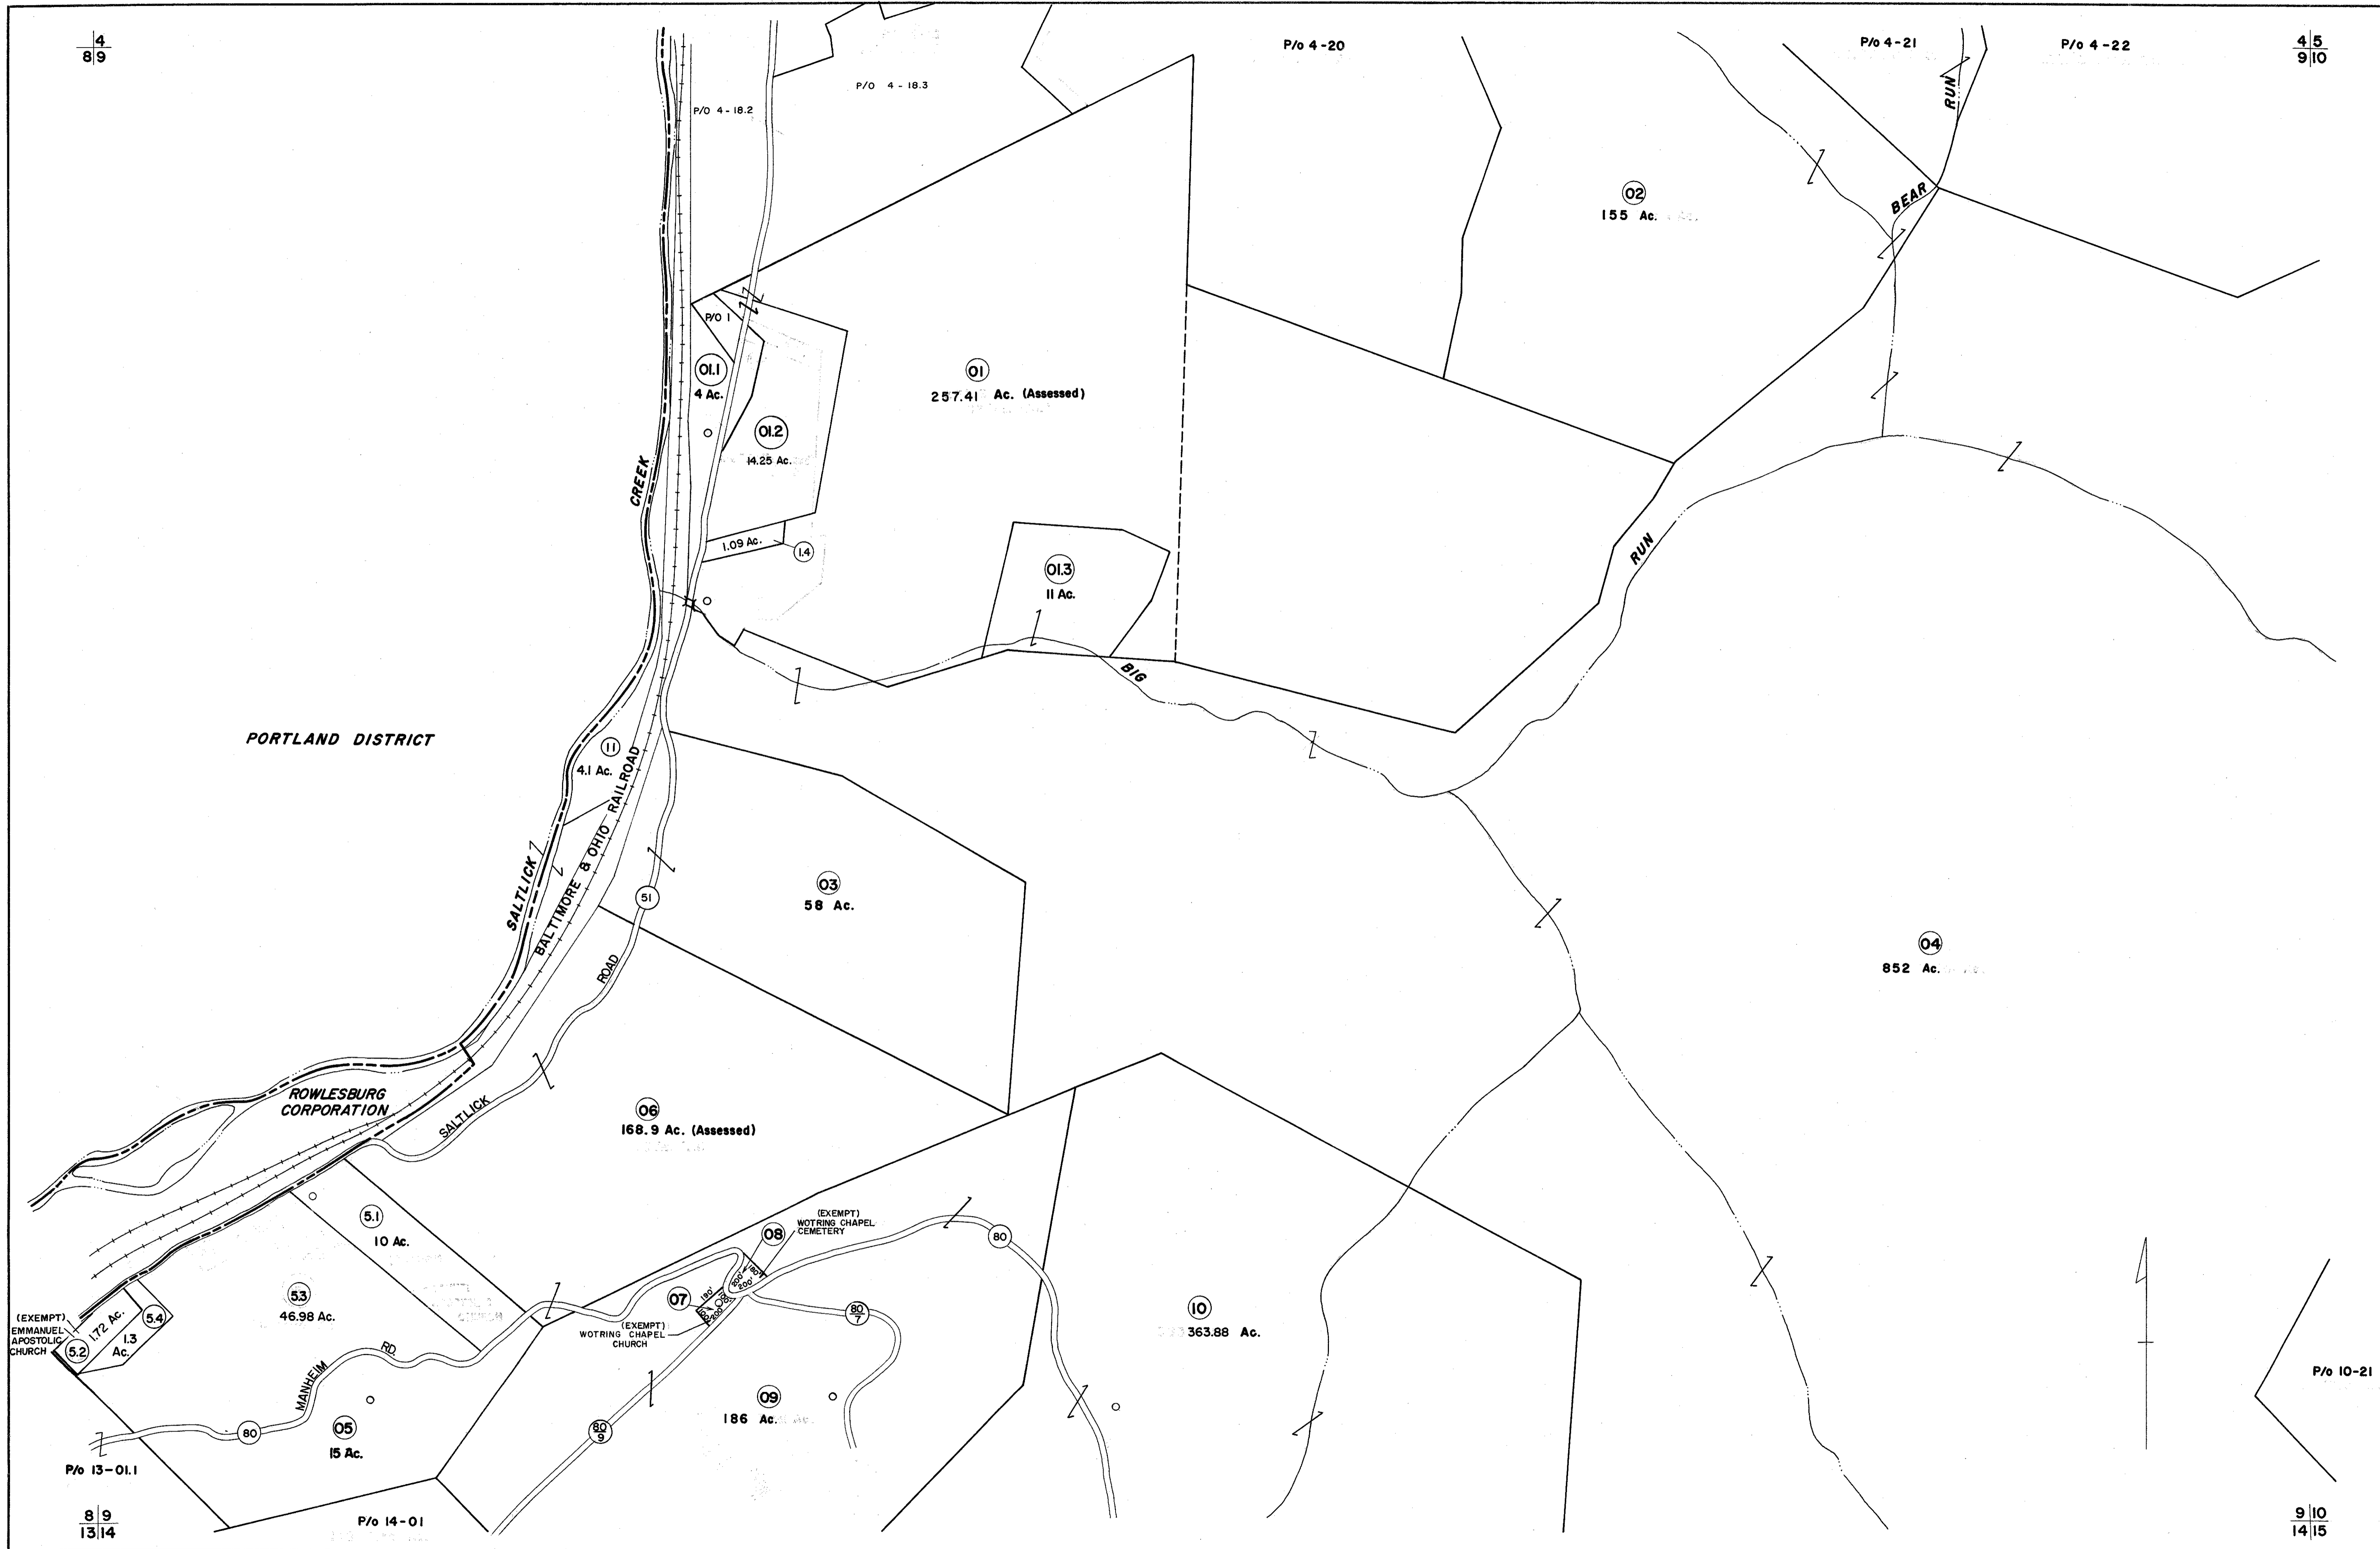 4
8 9
P/o 4-20
P/o 4-21
P/o 4-22
4 5
9 10
P/O 4-18.2
P/O 4-18.3
RUN
BEAR
02
155 Ac.
P/O 1
01.1
4 Ac.
01
257.41 Ac. (Assessed)
01.2
14.25 Ac.
CREEK
1.09 Ac.
1.4
01.3
11 Ac.
RUN
BIG
PORTLAND DISTRICT
11
4.1 Ac.
BALTIMORE & OHIO RAILROAD
SALTLICK
51
03
58 Ac.
ROAD
04
852 Ac.
ROWLESBURG
CORPORATION
SALTLICK
06
168.9 Ac. (Assessed)
5.1
10 Ac.
08
(EXEMPT)
WOTRING CHAPEL
CEMETERY
80
200'
180'
200'
190'
07
200'
(EXEMPT)
WOTRING CHAPEL
CHURCH
80
7
10
363.88 Ac.
5.3
46.98 Ac.
(EXEMPT)
EMMANUEL
APOSTOLIC
CHURCH
5.2
1.72 Ac.
5.4
1.3
Ac.
MANHEIM
RD.
P/o 10-21
05
15 Ac.
80
80
9
09
186 Ac.
P/o 13-01.1
8 9
13 14
P/o 14-01
9 10
14 15